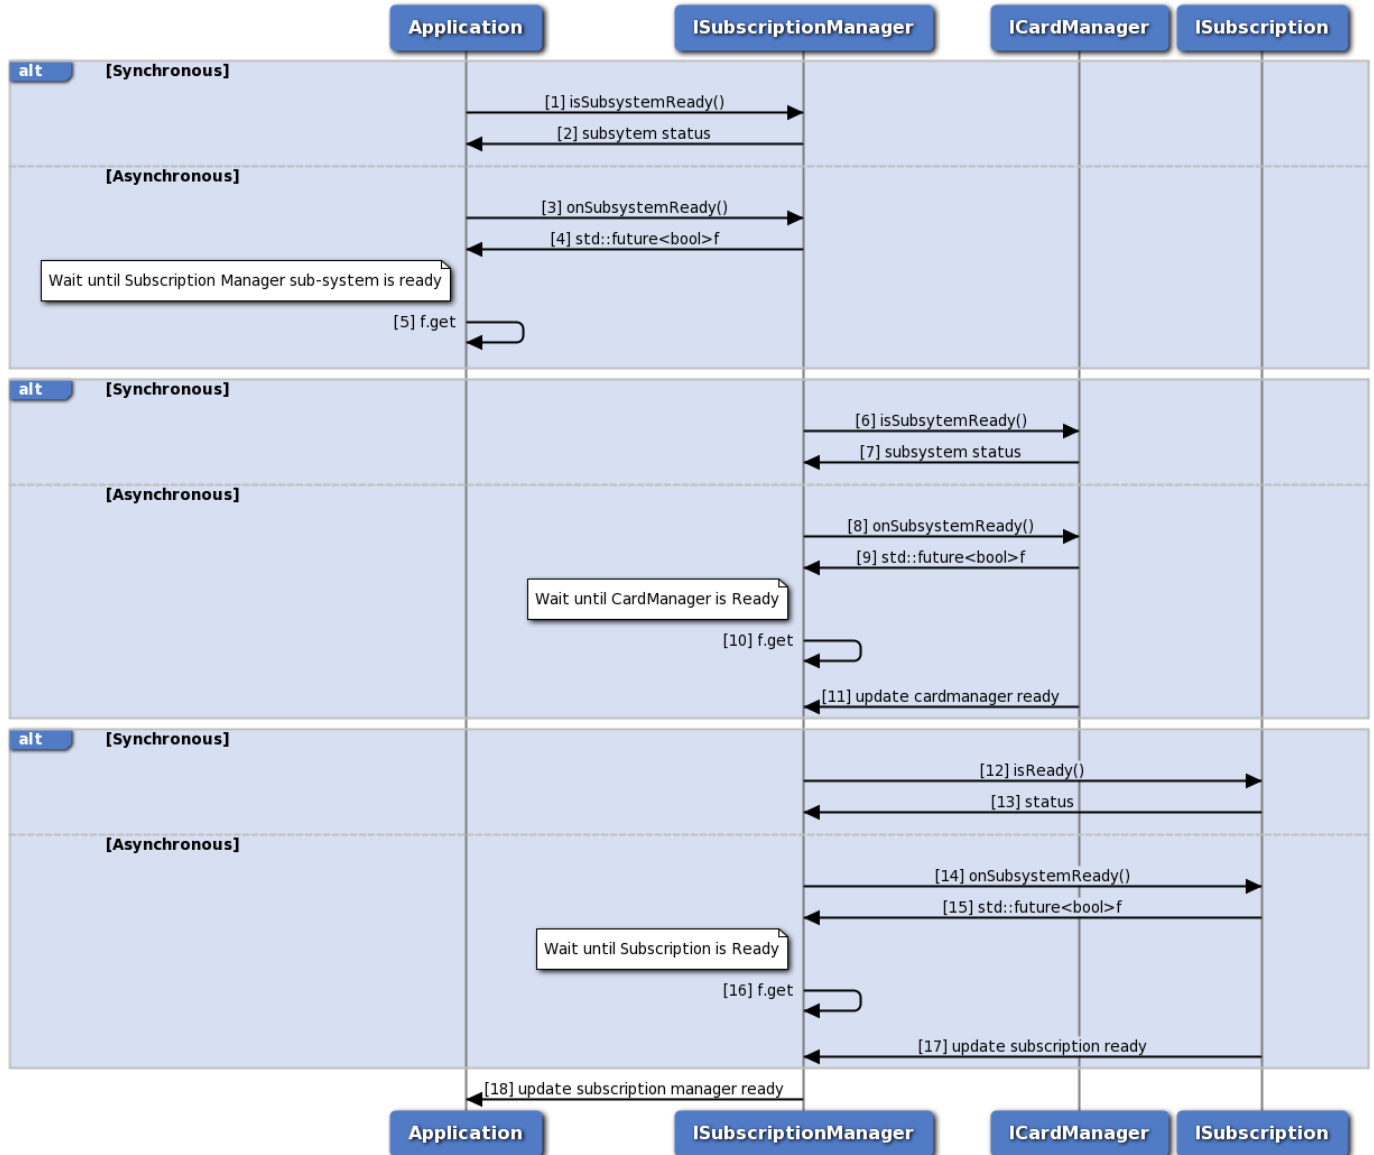 Application ISubscriptionManager ICardManager ISubscription
alt [Synchronous]
[1] isSubsystemReady()
[2] subsytem status
[Asynchronous]
[3] onSubsystemReady()
[4] std::future<bool>f
Wait until Subscription Manager sub-system is ready
[5] f.get
alt [Synchronous]
[6] isSubsytemReady()
[7] subsystem status
[Asynchronous]
[8] onSubsystemReady()
[9] std::future<bool>f
Wait until CardManager is Ready
[10] f.get
[11] update cardmanager ready
alt [Synchronous]
[12] isReady()
[13] status
[Asynchronous]
[14] onSubsystemReady()
[15] std::future<bool>f
Wait until Subscription is Ready
[16] f.get
[17] update subscription ready
[18] update subscription manager ready
Application ISubscriptionManager ICardManager ISubscription